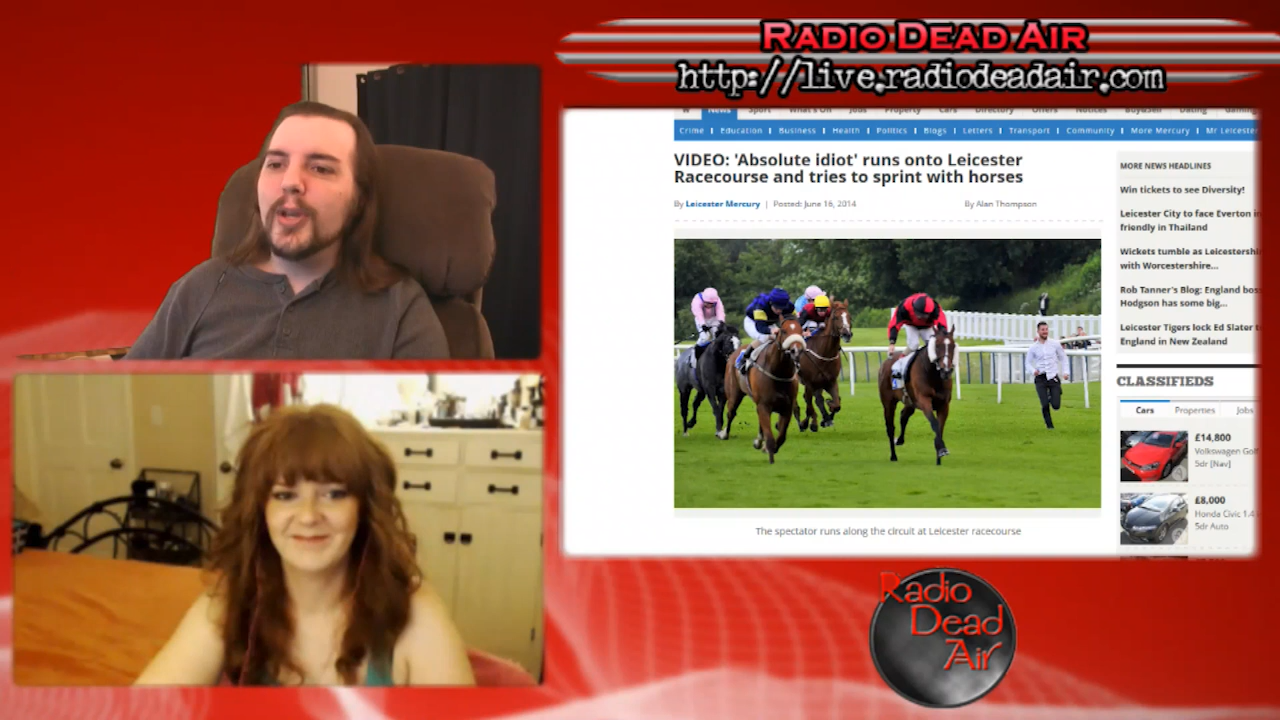 RADIO DEAD AIR
http://live.radiodeadair.com
News Sport What's On Jobs Property Cars Directory Offers Notices Buy&Sell Dating Gaming
Crime | Education | Business | Health | Politics | Blogs | Letters | Transport | Community | More Mercury | Mr Leicester
VIDEO: 'Absolute idiot' runs onto Leicester
Racecourse and tries to sprint with horses
By Leicester Mercury | Posted: June 16, 2014 By Alan Thompson
The spectator runs along the circuit at Leicester racecourse
MORE NEWS HEADLINES
Win tickets to see Diversity!
Leicester City to face Everton in
friendly in Thailand
Wickets tumble as Leicestershi
with Worcestershire...
Rob Tanner's Blog: England bos
Hodgson has some big...
Leicester Tigers lock Ed Slater t
England in New Zealand
CLASSIFIEDS
Cars Properties Jobs
£14,800
Volkswagen Golf
5dr [Nav]
£8,000
Honda Civic 1.4
5dr Auto
Radio
Dead
Air